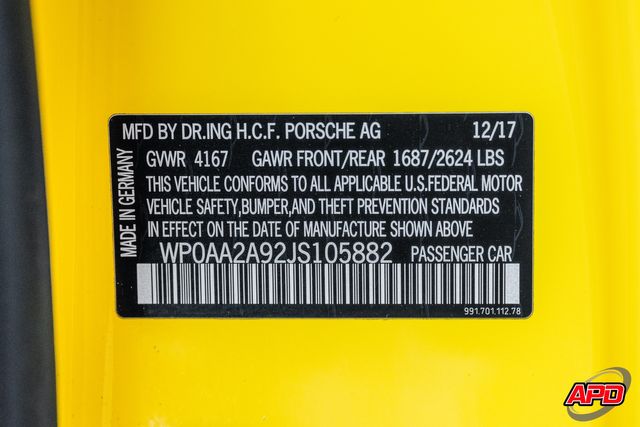 MFD BY DR.ING H.C.F. PORSCHE AG 12/17
GVWR 4167 GAWR FRONT/REAR 1687/2624 LBS
THIS VEHICLE CONFORMS TO ALL APPLICABLE U.S.FEDERAL MOTOR
VEHICLE SAFETY,BUMPER,AND THEFT PREVENTION STANDARDS
IN EFFECT ON THE DATE OF MANUFACTURE SHOWN ABOVE
WP0AA2A92JS105882 PASSENGER CAR
MADE IN GERMANY
991.701.112.78
APD